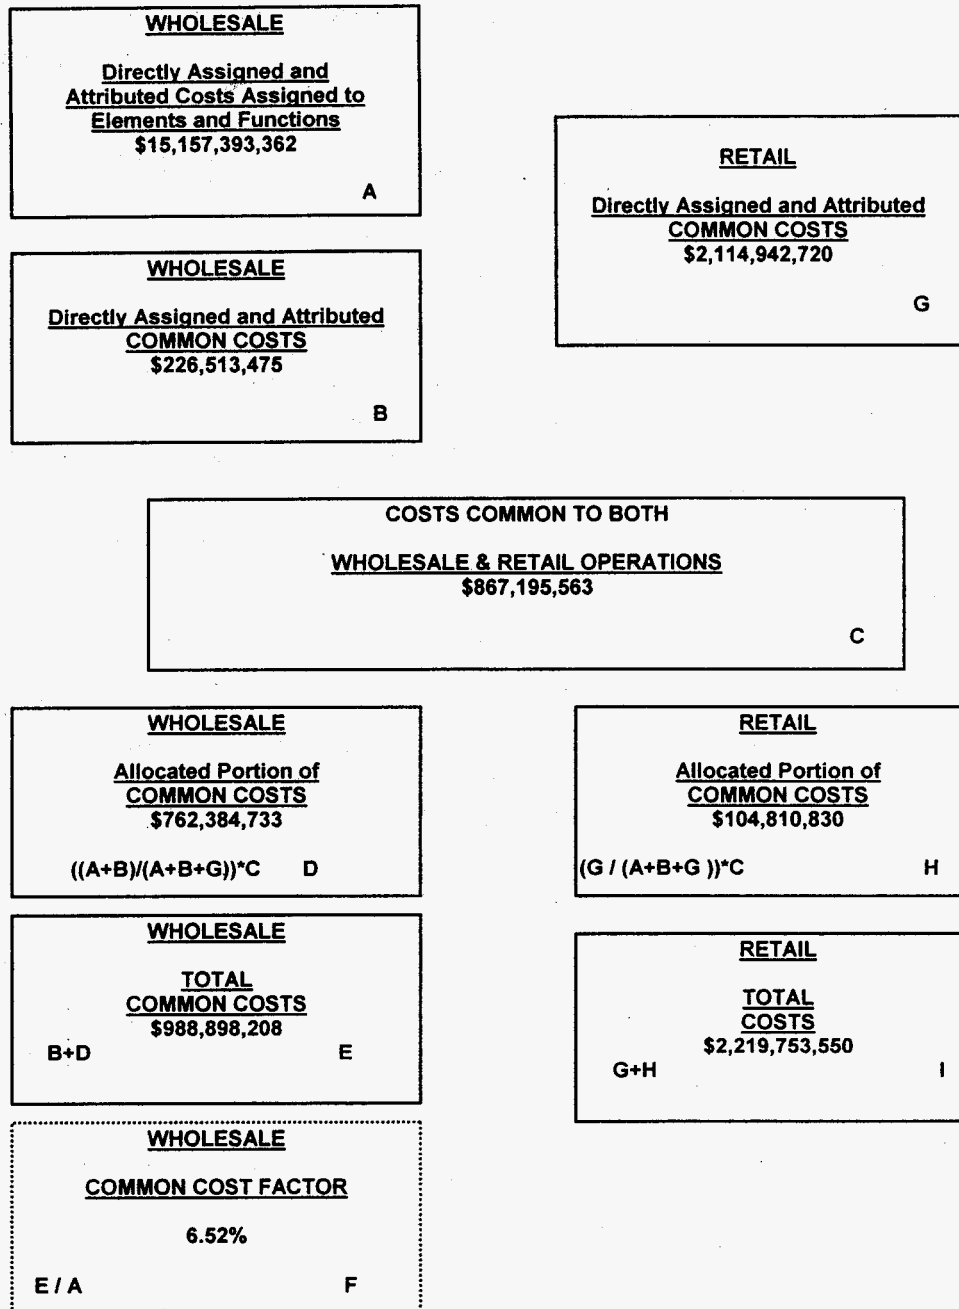 WHOLESALE
Directly Assigned and
Attributed Costs Assigned to
Elements and Functions
$15,157,393,362
A
RETAIL
Directly Assigned and Attributed
COMMON COSTS
$2,114,942,720
G
WHOLESALE
Directly Assigned and Attributed
COMMON COSTS
$226,513,475
B
COSTS COMMON TO BOTH
WHOLESALE & RETAIL OPERATIONS
$867,195,563
C
WHOLESALE
Allocated Portion of
COMMON COSTS
$762,384,733
((A+B)/(A+B+G))*C D
RETAIL
Allocated Portion of
COMMON COSTS
$104,810,830
(G / (A+B+G ))*C H
WHOLESALE
TOTAL
COMMON COSTS
$988,898,208
B+D E
RETAIL
TOTAL
COSTS
$2,219,753,550
G+H I
WHOLESALE
COMMON COST FACTOR
6.52%
E / A F